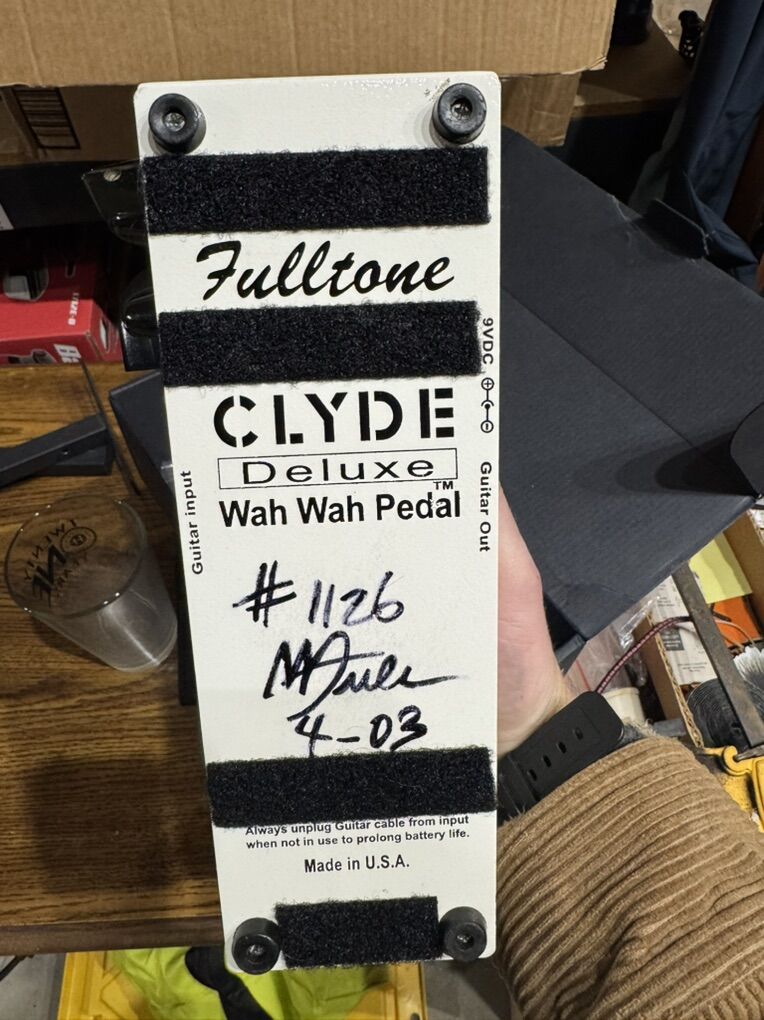 Fulltone
9VDC
CLYDE
Deluxe
TM
Wah Wah Pedal
Guitar input
Guitar Out
#1126
4-03
Always unplug Guitar cable from input
when not in use to prolong battery life.
Made in U.S.A.